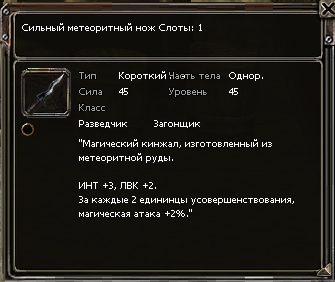 Сильный метеоритный нож Слоты: 1
Тип Короткий Часть тела Однор.
Сила 45 Уровень 45
Класс
Разведчик Загонщик
"Магический кинжал, изготовленный из
метеоритной руды.
ИНТ +3, ЛВК +2.
За каждые 2 единицы усовершенствования,
магическая атака +2%."